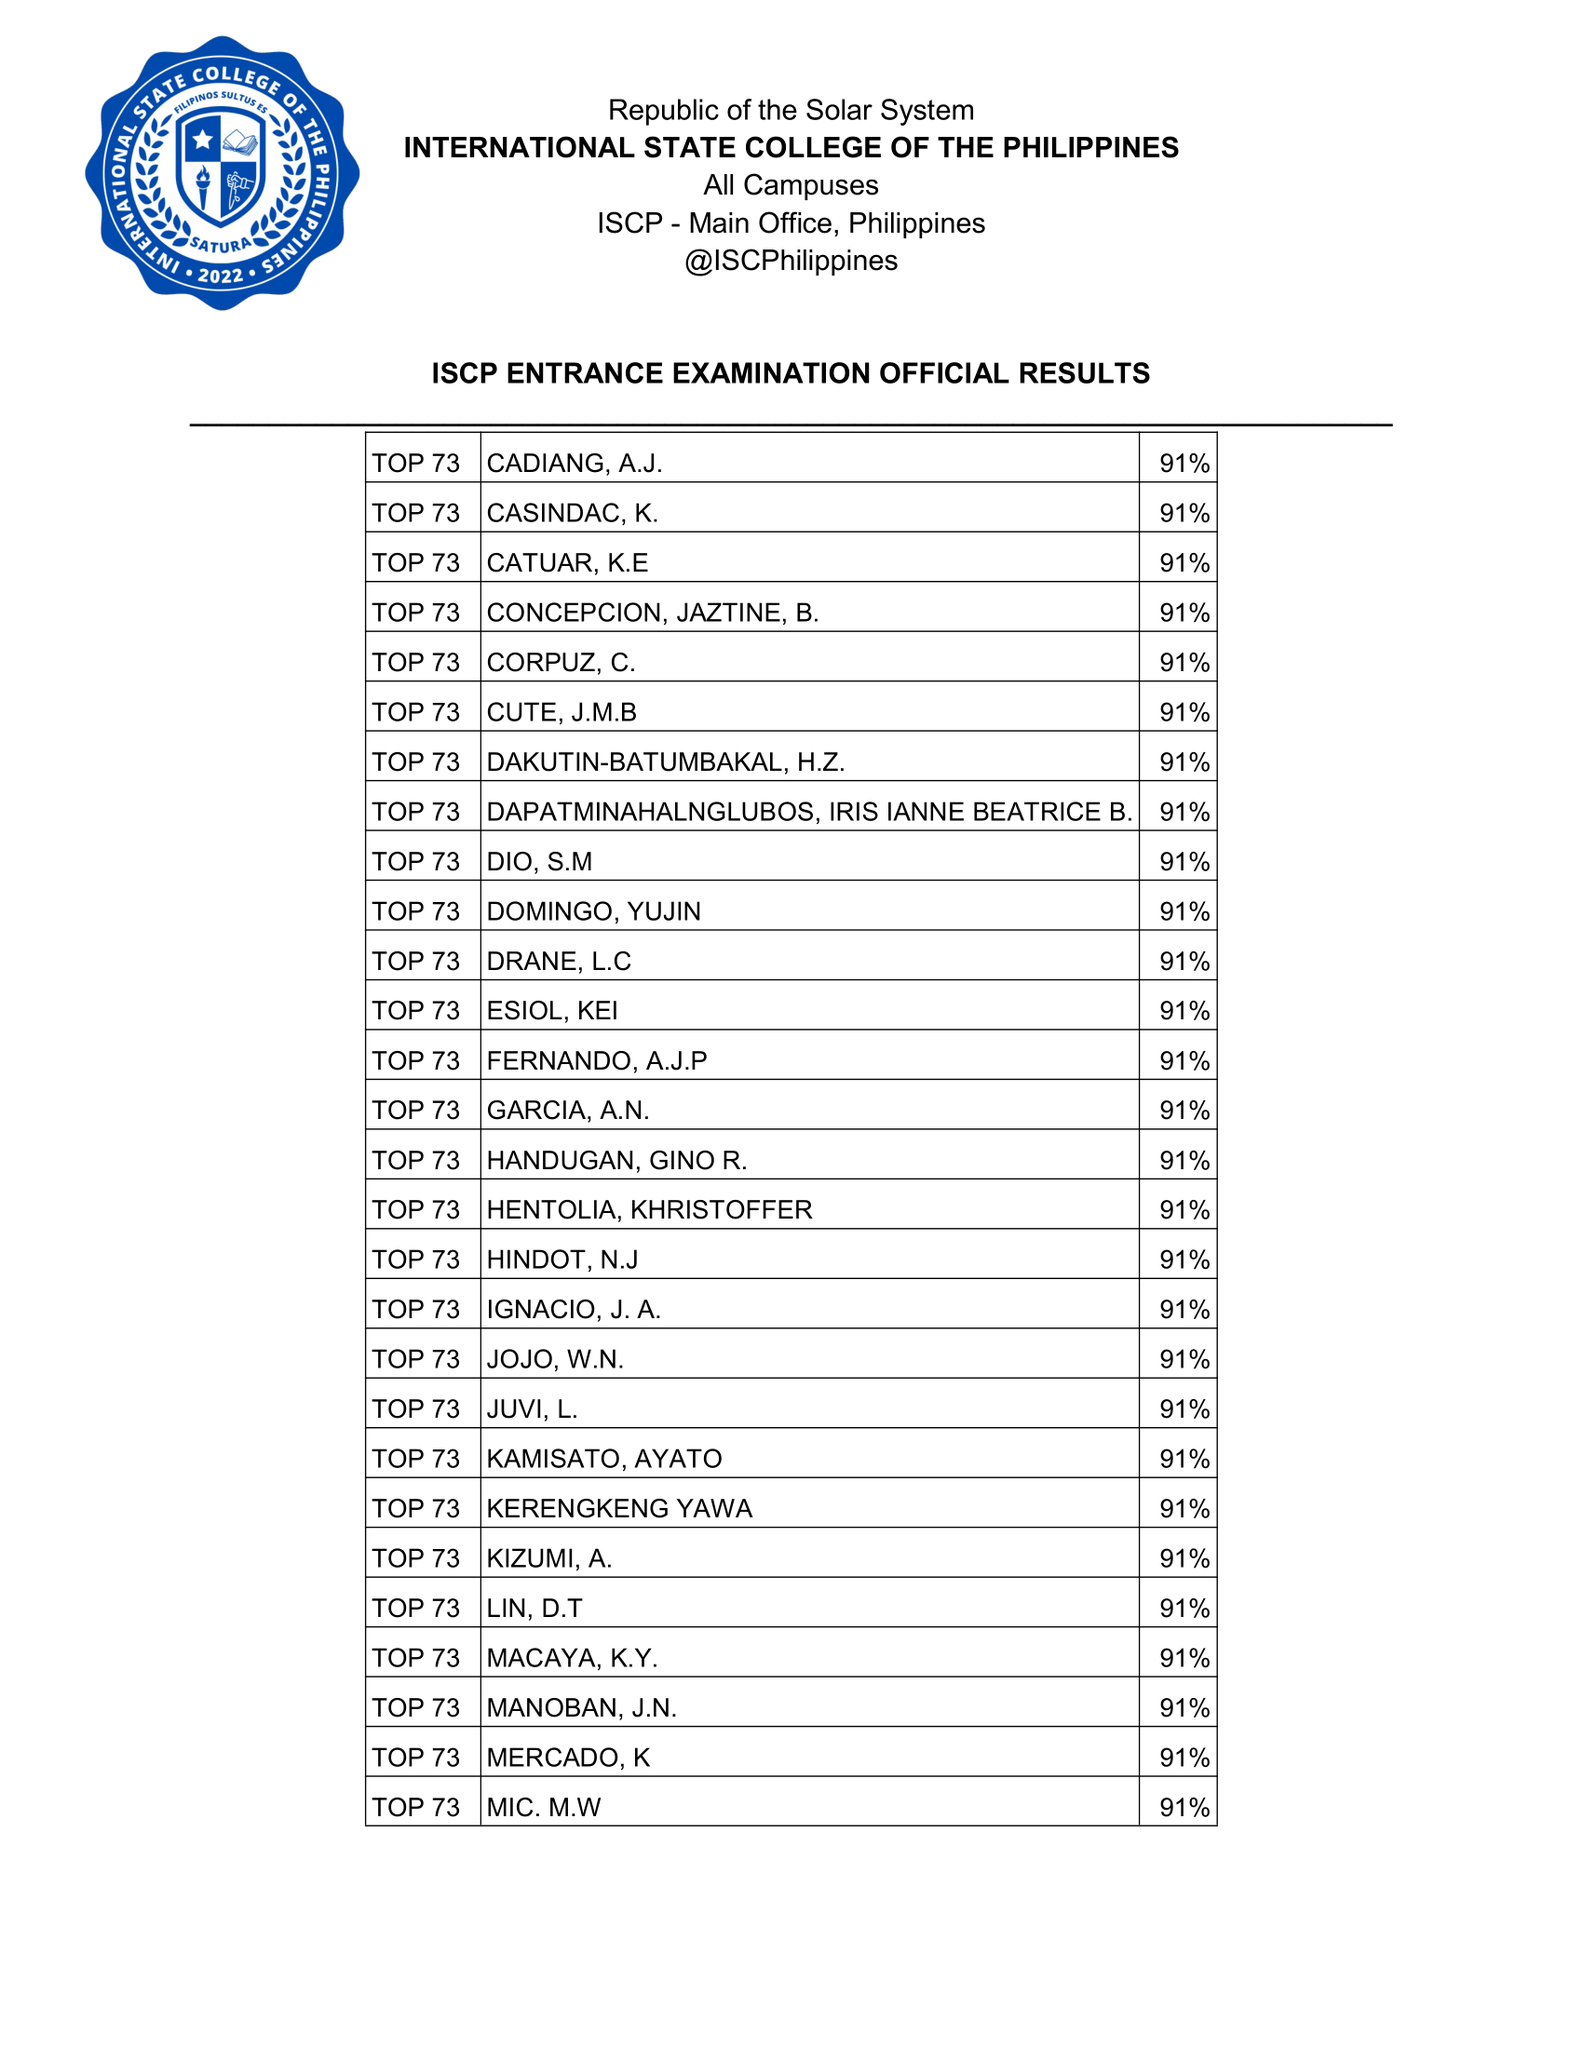 INTERNATIONAL STATE COLLEGE OF THE PHILIPPINES • 2022 •
FILIPINOS SULTUS ES
SATURA
Republic of the Solar System
INTERNATIONAL STATE COLLEGE OF THE PHILIPPINES
All Campuses
ISCP - Main Office, Philippines
@ISCPhilippines
ISCP ENTRANCE EXAMINATION OFFICIAL RESULTS
TOP 73 CADIANG, A.J. 91%
TOP 73 CASINDAC, K. 91%
TOP 73 CATUAR, K.E 91%
TOP 73 CONCEPCION, JAZTINE, B. 91%
TOP 73 CORPUZ, C. 91%
TOP 73 CUTE, J.M.B 91%
TOP 73 DAKUTIN-BATUMBAKAL, H.Z. 91%
TOP 73 DAPATMINAHALNGLUBOS, IRIS IANNE BEATRICE B. 91%
TOP 73 DIO, S.M 91%
TOP 73 DOMINGO, YUJIN 91%
TOP 73 DRANE, L.C 91%
TOP 73 ESIOL, KEI 91%
TOP 73 FERNANDO, A.J.P 91%
TOP 73 GARCIA, A.N. 91%
TOP 73 HANDUGAN, GINO R. 91%
TOP 73 HENTOLIA, KHRISTOFFER 91%
TOP 73 HINDOT, N.J 91%
TOP 73 IGNACIO, J. A. 91%
TOP 73 JOJO, W.N. 91%
TOP 73 JUVI, L. 91%
TOP 73 KAMISATO, AYATO 91%
TOP 73 KERENGKENG YAWA 91%
TOP 73 KIZUMI, A. 91%
TOP 73 LIN, D.T 91%
TOP 73 MACAYA, K.Y. 91%
TOP 73 MANOBAN, J.N. 91%
TOP 73 MERCADO, K 91%
TOP 73 MIC. M.W 91%